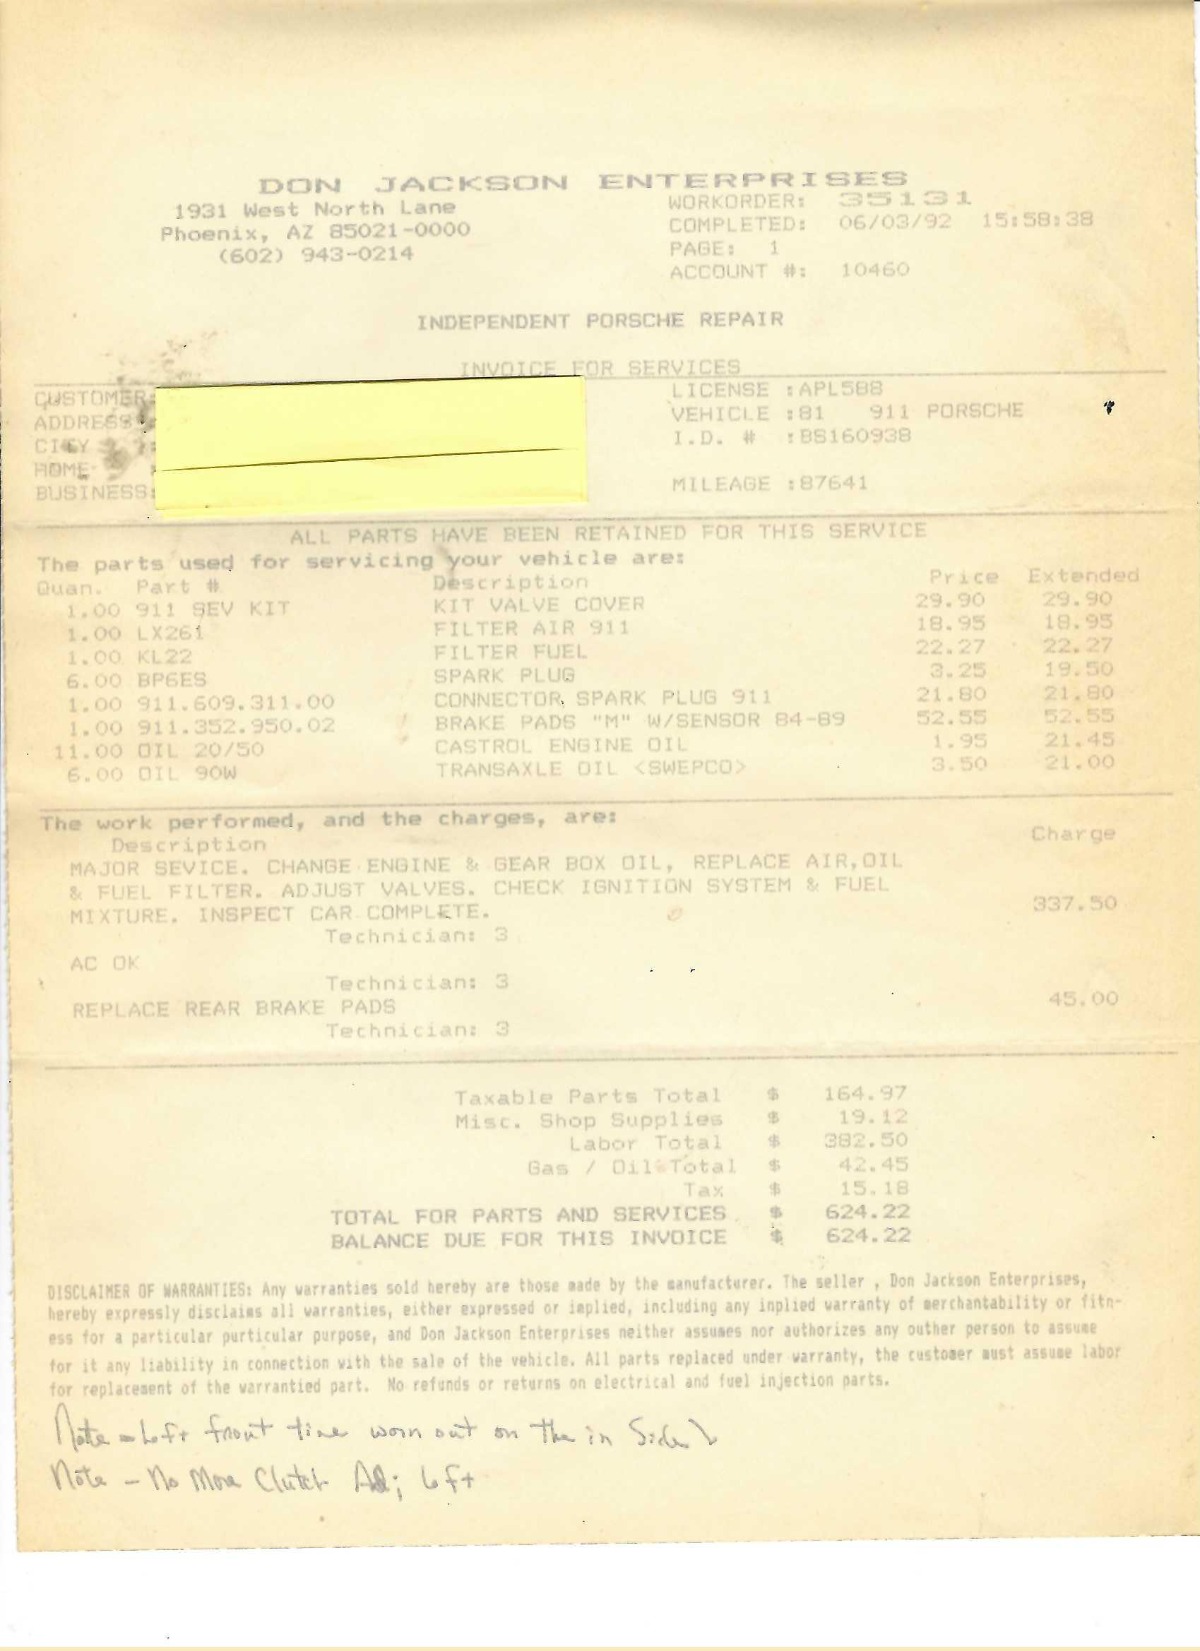 DON JACKSON ENTERPRISES
1931 West North Lane
Phoenix, AZ 85021-0000
(602) 943-0214
WORKORDER: 35131
COMPLETED: 06/03/92 15:58:38
PAGE: 1
ACCOUNT #: 10460
INDEPENDENT PORSCHE REPAIR
INVOICE FOR SERVICES
CUSTOMER:
ADDRESS :
CITY :
HOME :
BUSINESS:
LICENSE :APL588
VEHICLE :81 911 PORSCHE
I.D. # :BS160938
MILEAGE :87641
ALL PARTS HAVE BEEN RETAINED FOR THIS SERVICE
The parts used for servicing your vehicle are:
Quan. Part # Description Price Extended
1.00 911 SEV KIT KIT VALVE COVER 29.90 29.90
1.00 LX261 FILTER AIR 911 18.95 18.95
1.00 KL22 FILTER FUEL 22.27 22.27
6.00 BP6ES SPARK PLUG 3.25 19.50
1.00 911.609.311.00 CONNECTOR SPARK PLUG 911 21.80 21.80
1.00 911.352.950.02 BRAKE PADS "M" W/SENSOR 84-89 52.55 52.55
11.00 OIL 20/50 CASTROL ENGINE OIL 1.95 21.45
6.00 OIL 90W TRANSAXLE OIL <SWEPCO> 3.50 21.00
The work performed, and the charges, are:
Description Charge
MAJOR SEVICE. CHANGE ENGINE & GEAR BOX OIL, REPLACE AIR,OIL
& FUEL FILTER. ADJUST VALVES. CHECK IGNITION SYSTEM & FUEL
MIXTURE. INSPECT CAR COMPLETE. 337.50
Technician: 3
AC OK
Technician: 3
REPLACE REAR BRAKE PADS 45.00
Technician: 3
Taxable Parts Total $ 164.97
Misc. Shop Supplies $ 19.12
Labor Total $ 382.50
Gas / Oil Total $ 42.45
Tax $ 15.18
TOTAL FOR PARTS AND SERVICES $ 624.22
BALANCE DUE FOR THIS INVOICE $ 624.22
DISCLAIMER OF WARRANTIES: Any warranties sold hereby are those made by the manufacturer. The seller , Don Jackson Enterprises,
hereby expressly disclaims all warranties, either expressed or implied, including any inplied warranty of merchantability or fitn-
ess for a particular purticular purpose, and Don Jackson Enterprises neither assumes nor authorizes any outher person to assume
for it any liability in connection with the sale of the vehicle. All parts replaced under warranty, the customer must assume labor
for replacement of the warrantied part. No refunds or returns on electrical and fuel injection parts.
Note - Left front tire worn out on the in Side
Note - No More Clutch Adj; Left